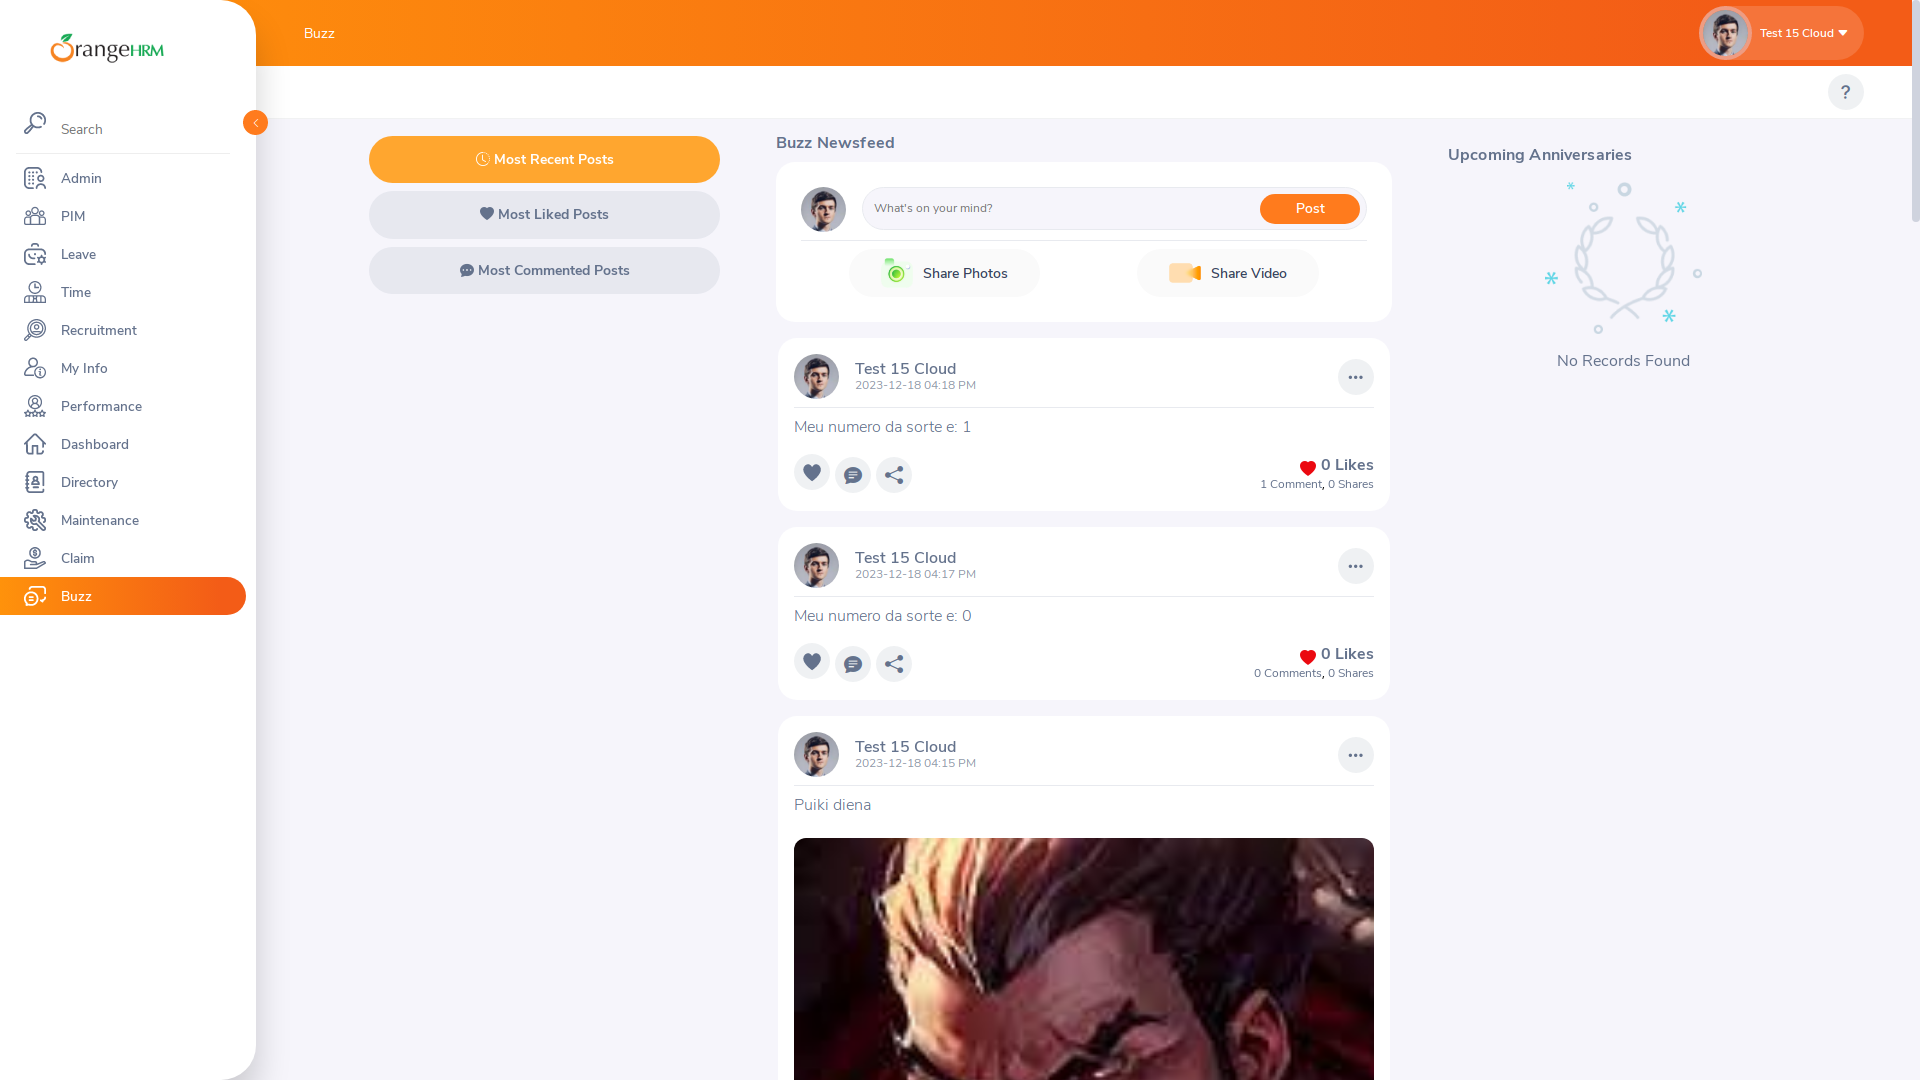 OrangeHRM
Search
Admin
PIM
Leave
Time
Recruitment
My Info
Performance
Dashboard
Directory
Maintenance
Claim
Buzz
Buzz
Test 15 Cloud
?
Most Recent Posts
Most Liked Posts
Most Commented Posts
Buzz Newsfeed
What's on your mind?
Post
Share Photos
Share Video
Test 15 Cloud
2023-12-18 04:18 PM
Meu numero da sorte e: 1
0 Likes
1 Comment, 0 Shares
Test 15 Cloud
2023-12-18 04:17 PM
Meu numero da sorte e: 0
0 Likes
0 Comments, 0 Shares
Test 15 Cloud
2023-12-18 04:15 PM
Puiki diena
Upcoming Anniversaries
No Records Found